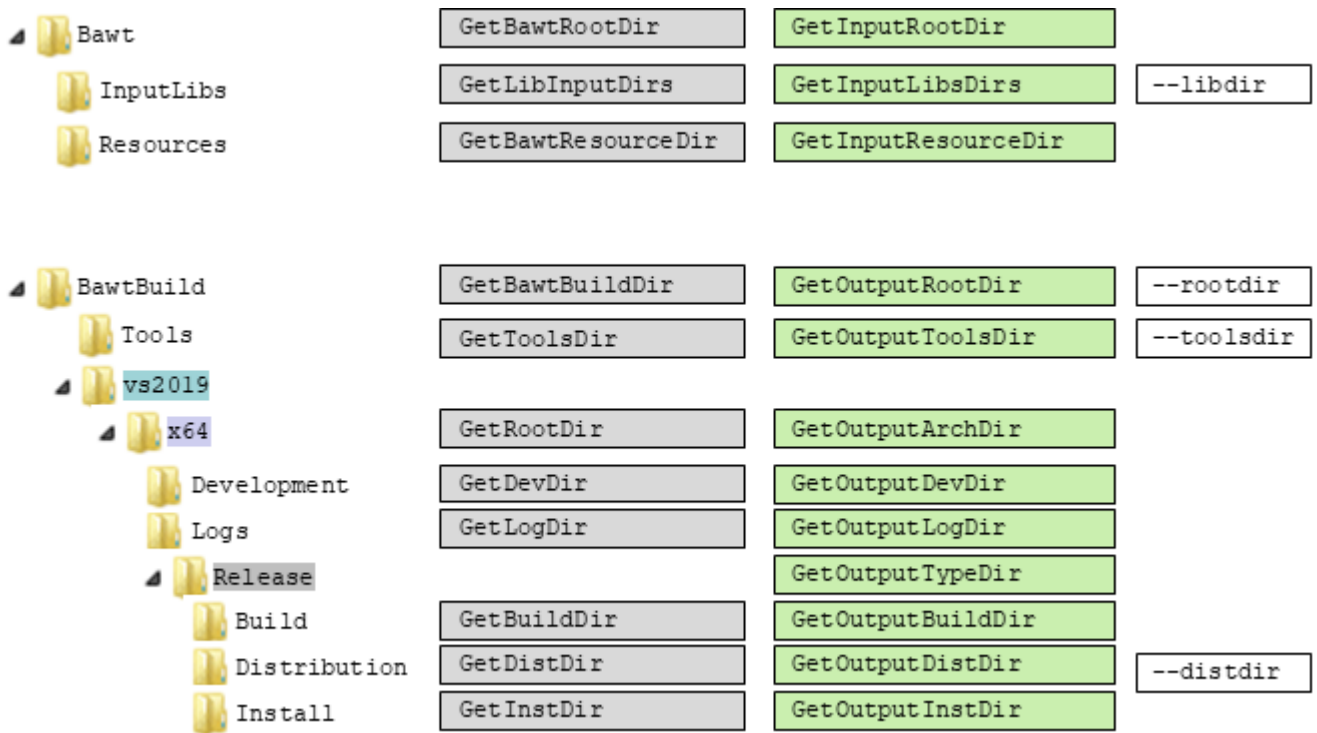 Bawt GetBawtRootDir GetInputRootDir
InputLibs GetLibInputDirs GetInputLibsDirs --libdir
Resources GetBawtResourceDir GetInputResourceDir
BawtBuild GetBawtBuildDir GetOutputRootDir --rootdir
Tools GetToolsDir GetOutputToolsDir --toolsdir
vs2019
x64 GetRootDir GetOutputArchDir
Development GetDevDir GetOutputDevDir
Logs GetLogDir GetOutputLogDir
Release GetOutputTypeDir
Build GetBuildDir GetOutputBuildDir
Distribution GetDistDir GetOutputDistDir --distdir
Install GetInstDir GetOutputInstDir